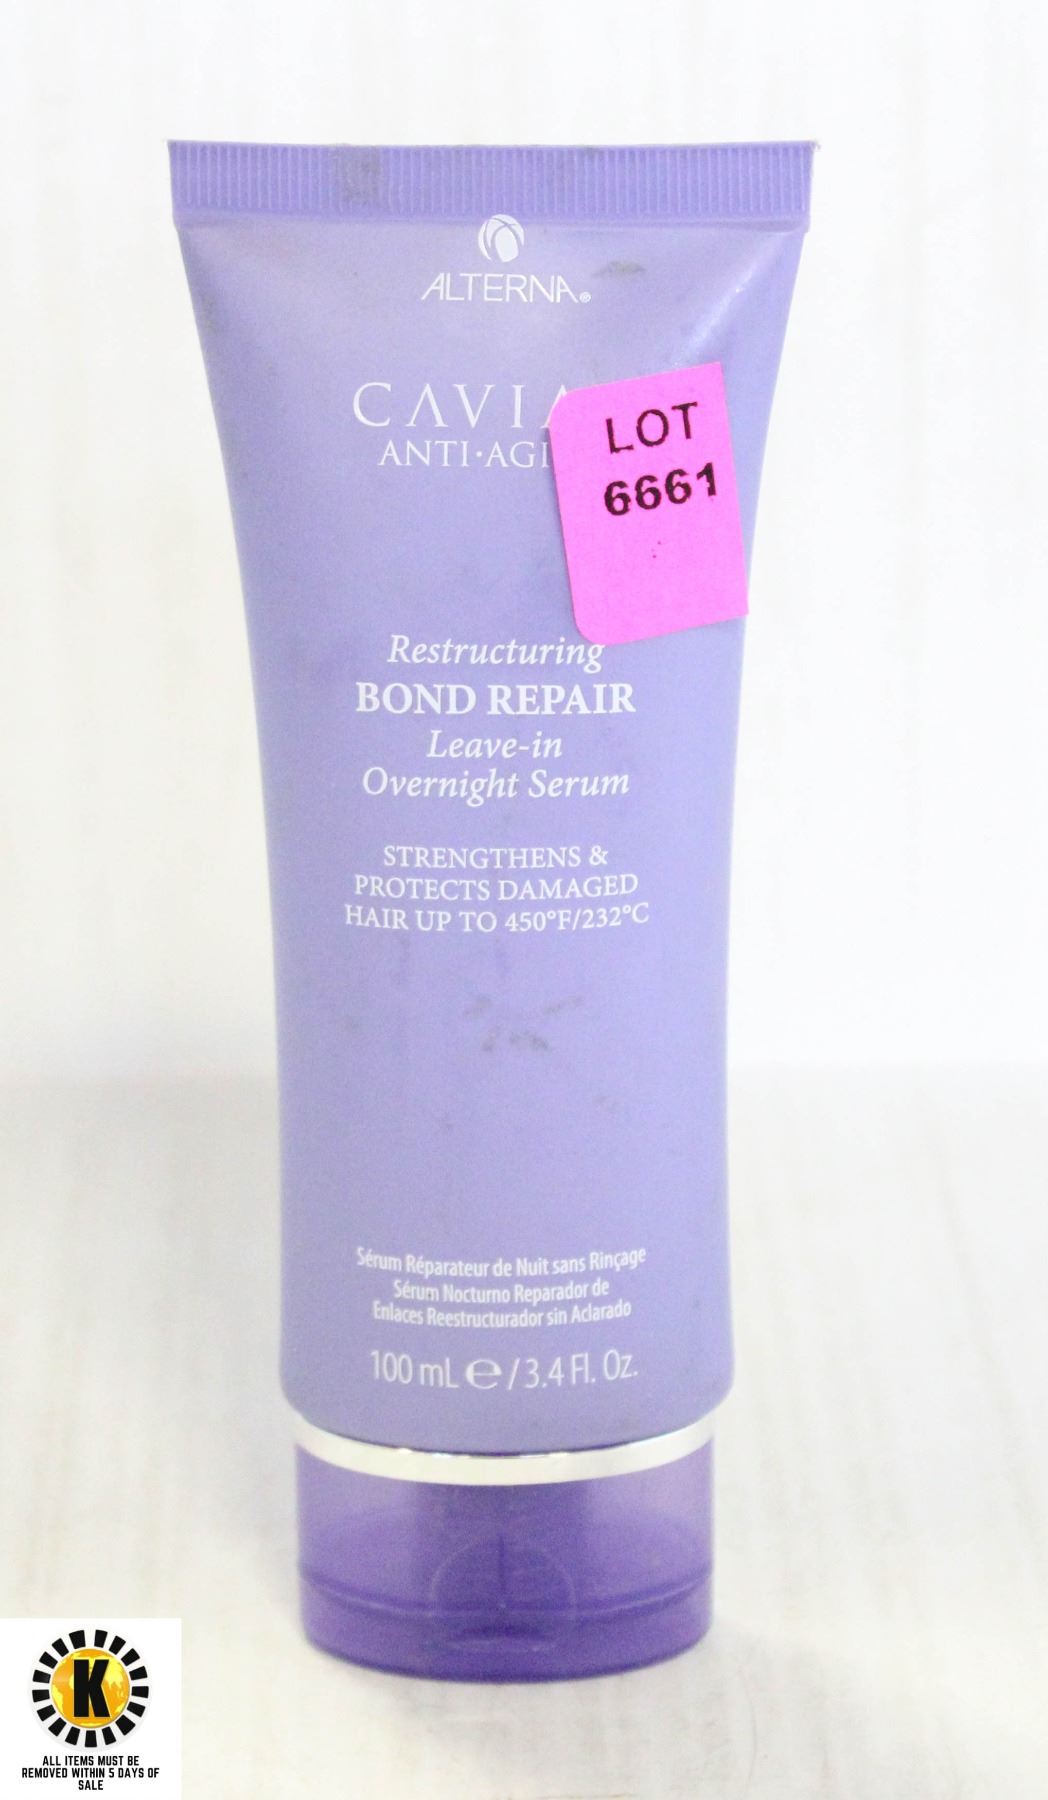 ALTERNA®
CAVIA
ANTI·AGI
LOT
6661
Restructuring
BOND REPAIR
Leave-in
Overnight Serum
STRENGTHENS &
PROTECTS DAMAGED
HAIR UP TO 450°F/232°C
Sérum Réparateur de Nuit sans Rinçage
Sérum Nocturno Reparador de
Enlaces Reestructurador sin Aclarado
100 mL ℮ / 3.4 Fl. Oz.
K
ALL ITEMS MUST BE
REMOVED WITHIN 5 DAYS OF
SALE